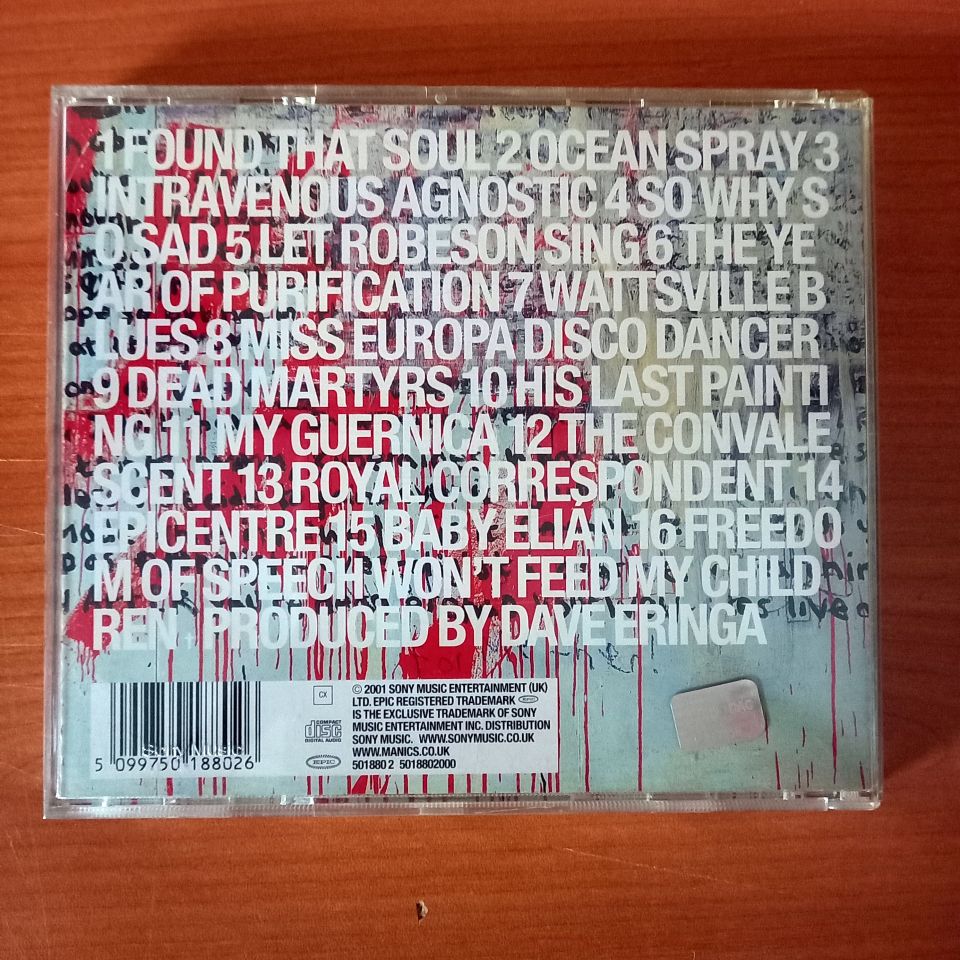 1 FOUND THAT SOUL 2 OCEAN SPRAY 3
INTRAVENOUS AGNOSTIC 4 SO WHY S
O SAD 5 LET ROBESON SING 6 THE YE
AR OF PURIFICATION 7 WATTSVILLE B
LUES 8 MISS EUROPA DISCO DANCER
9 DEAD MARTYRS 10 HIS LAST PAINTI
NG 11 MY GUERNICA 12 THE CONVALE
SCENT 13 ROYAL CORRESPONDENT 14
EPICENTRE 15 BABY ELIÁN 16 FREEDO
M OF SPEECH WON'T FEED MY CHILD
REN + PRODUCED BY DAVE ERINGA
Sony Music
5 099750 188026
CX
COMPACT
disc
DIGITAL AUDIO
EPIC
© 2001 SONY MUSIC ENTERTAINMENT (UK)
LTD. EPIC REGISTERED TRADEMARK
IS THE EXCLUSIVE TRADEMARK OF SONY
MUSIC ENTERTAINMENT INC. DISTRIBUTION
SONY MUSIC. WWW.SONYMUSIC.CO.UK
WWW.MANICS.CO.UK
501880 2 5018802000
D&G